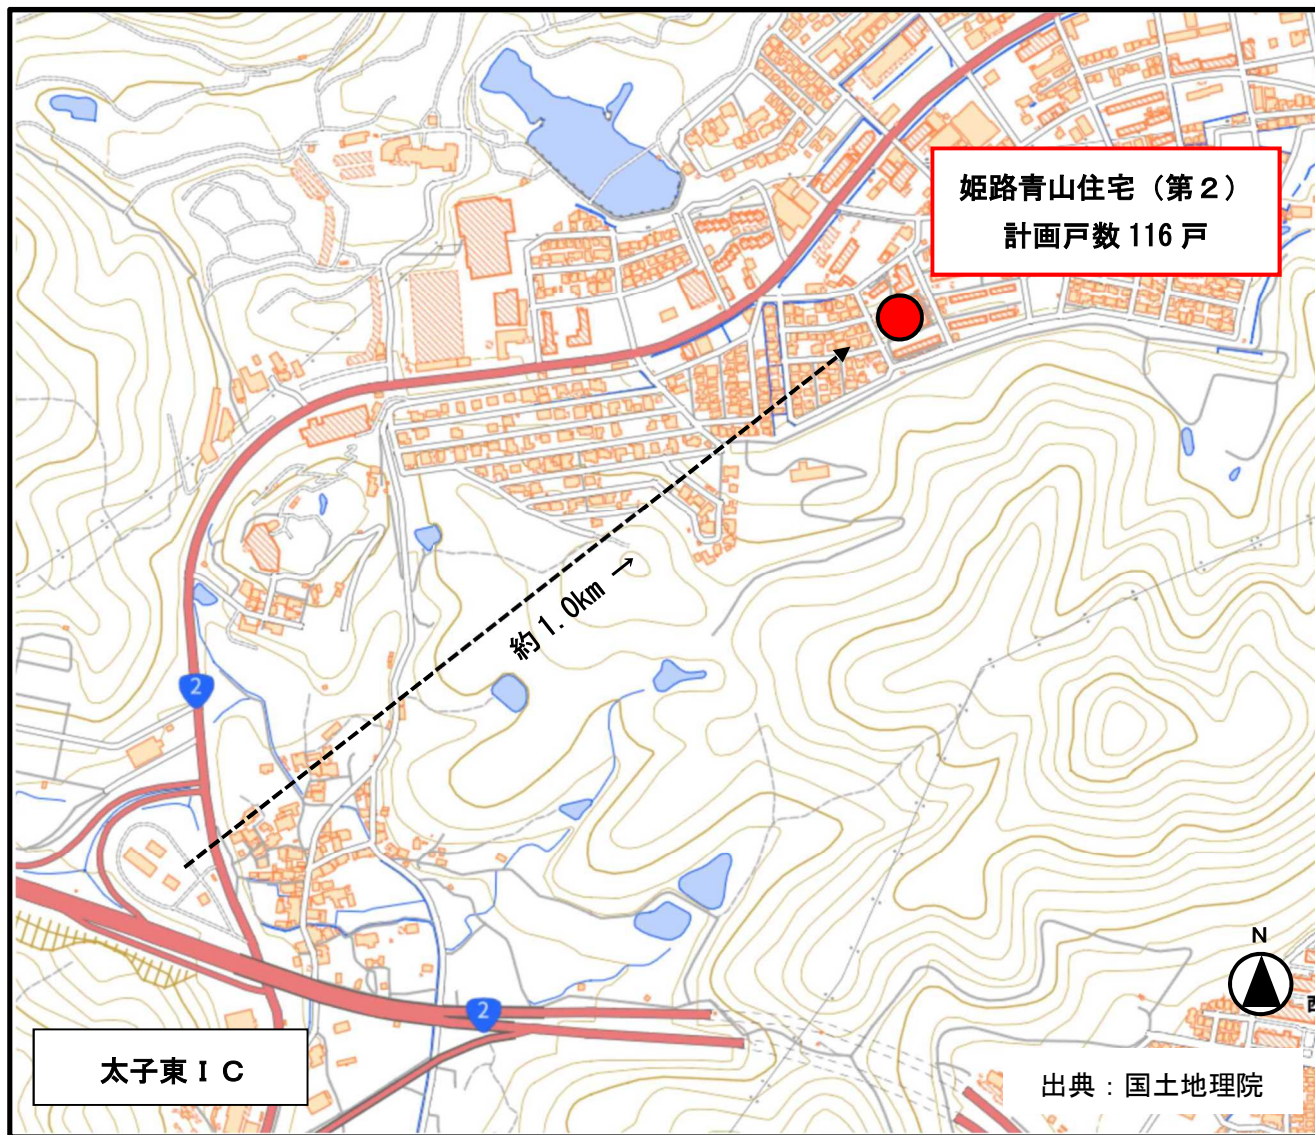 姫路青山住宅（第２）
計画戸数 116 戸
約 1.0km →
2
2
N
西
太子東ＩＣ
出典：国土地理院